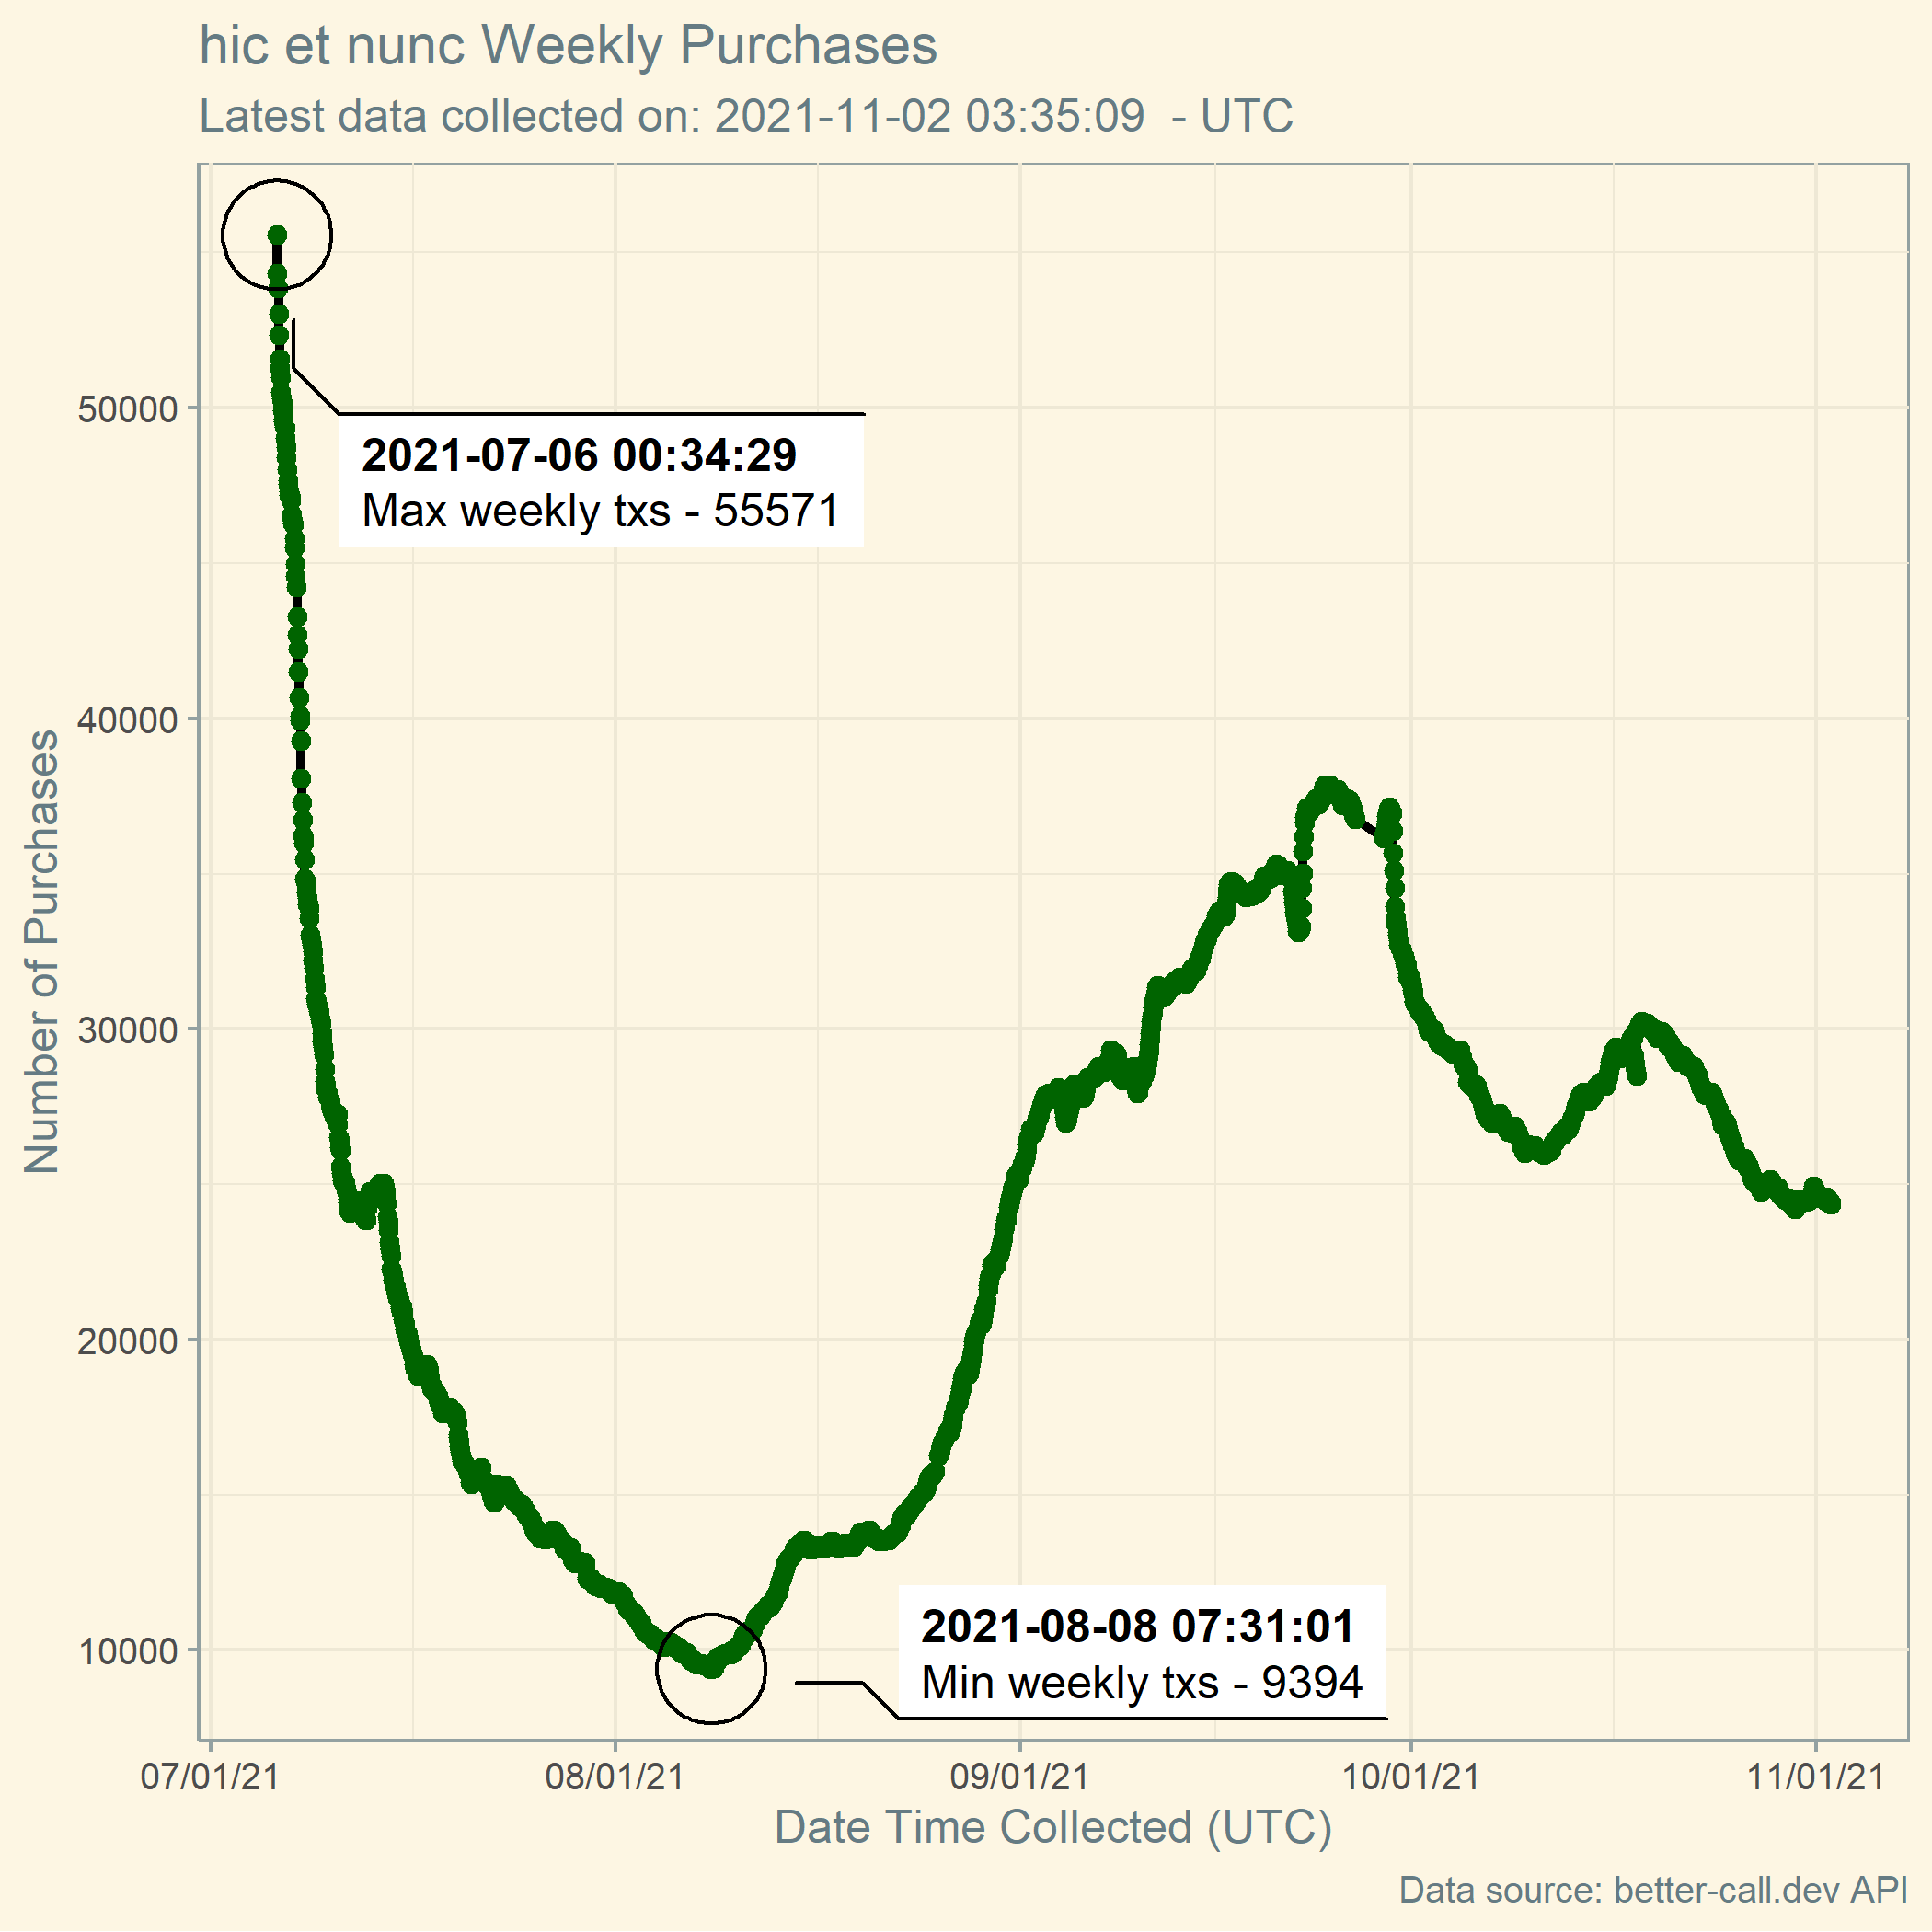 hic et nunc Weekly Purchases
Latest data collected on: 2021-11-02 03:35:09  - UTC
Number of Purchases
50000
40000
30000
20000
10000
2021-07-06 00:34:29
Max weekly txs - 55571
2021-08-08 07:31:01
Min weekly txs - 9394
07/01/21
08/01/21
09/01/21
10/01/21
11/01/21
Date Time Collected (UTC)
Data source: better-call.dev API